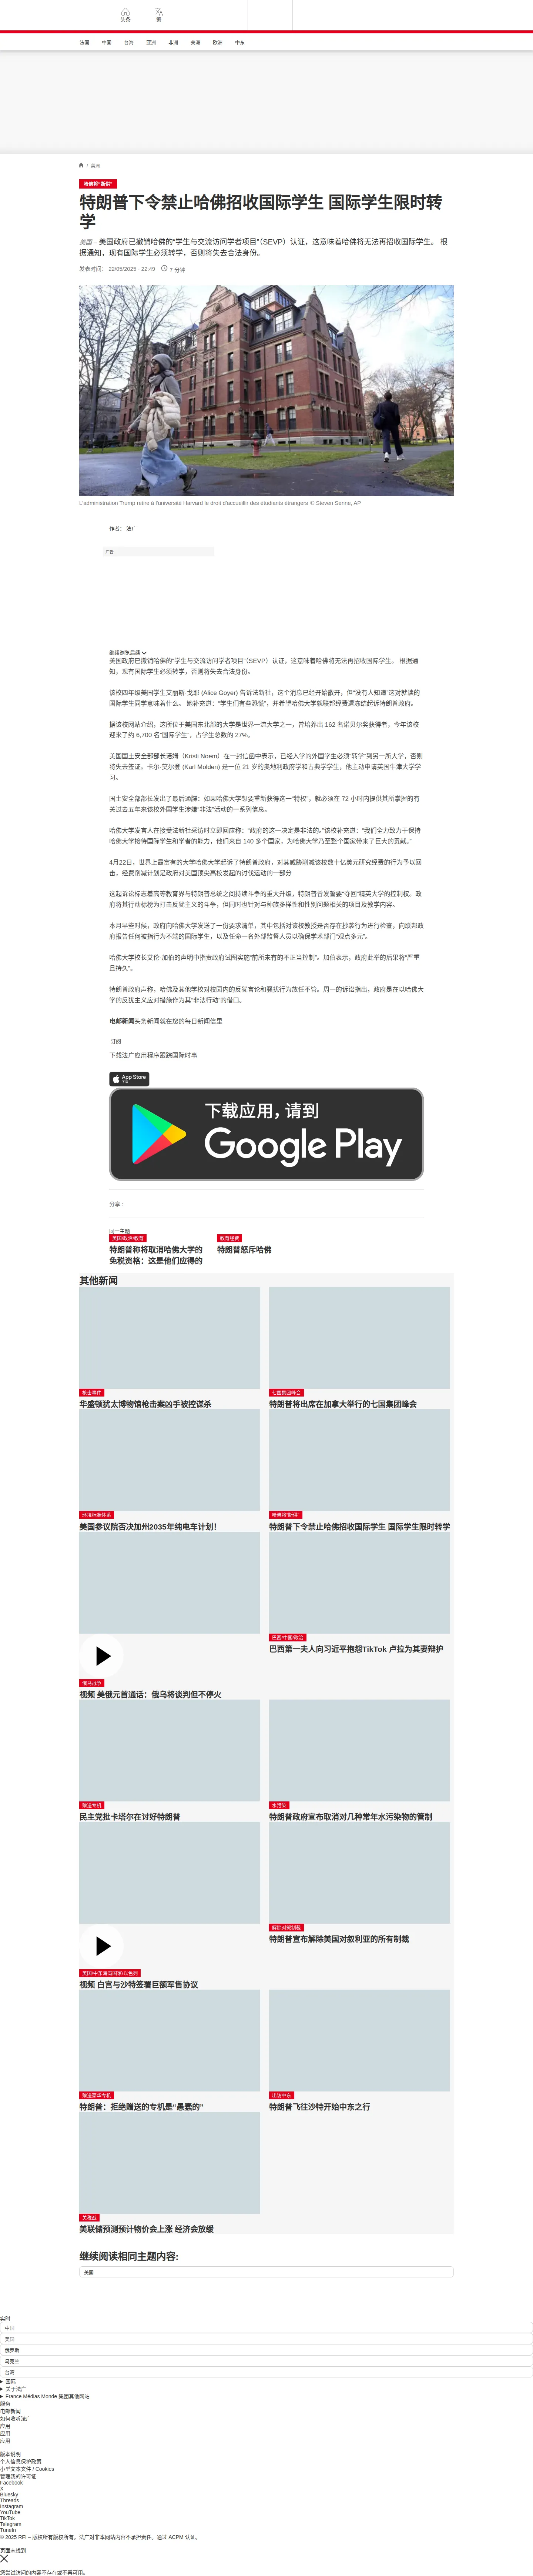 头条
繁
法国
中国
台海
亚洲
非洲
美洲
欧洲
中东
/ 美洲
哈佛将“断供”
特朗普下令禁止哈佛招收国际学生 国际学生限时转
学
美国 – 美国政府已撤销哈佛的“学生与交流访问学者项目”（SEVP）认证，这意味着哈佛将无法再招收国际学生。 根
据通知，现有国际学生必须转学，否则将失去合法身份。
发表时间： 22/05/2025 - 22:49 7 分钟
L'administration Trump retire à l'université Harvard le droit d'accueillir des étudiants étrangers © Steven Senne, AP
作者： 法广
广告
继续浏览后续
美国政府已撤销哈佛的“学生与交流访问学者项目”（SEVP）认证，这意味着哈佛将无法再招收国际学生。 根据通
知，现有国际学生必须转学，否则将失去合法身份。
该校四年级美国学生艾丽斯·戈耶 (Alice Goyer) 告诉法新社，这个消息已经开始散开，但“没有人知道”这对就读的
国际学生同学意味着什么。 她补充道：“学生们有些恐慌”，并希望哈佛大学就联邦经费遭冻结起诉特朗普政府。
据该校网站介绍，这所位于美国东北部的大学是世界一流大学之一，曾培养出 162 名诺贝尔奖获得者，今年该校
迎来了约 6,700 名“国际学生”，占学生总数的 27%。
美国国土安全部部长诺姆（Kristi Noem）在一封信函中表示，已经入学的外国学生必须“转学”到另一所大学，否则
将失去签证。卡尔·莫尔登 (Karl Molden) 是一位 21 岁的奥地利政府学和古典学学生，他主动申请英国牛津大学学
习。
国土安全部部长发出了最后通牒：如果哈佛大学想要重新获得这一“特权”，就必须在 72 小时内提供其所掌握的有
关过去五年来该校外国学生涉嫌“非法”活动的一系列信息。
哈佛大学发言人在接受法新社采访时立即回应称：“政府的这一决定是非法的。”该校补充道：“我们全力致力于保持
哈佛大学接待国际学生和学者的能力，他们来自 140 多个国家，为哈佛大学乃至整个国家带来了巨大的贡献。”
4月22日，世界上最富有的大学哈佛大学起诉了特朗普政府，对其威胁削减该校数十亿美元研究经费的行为予以回
击，经费削减计划是政府对美国顶尖高校发起的讨伐运动的一部分
这起诉讼标志着高等教育界与特朗普总统之间持续斗争的重大升级，特朗普曾发誓要“夺回”精英大学的控制权。政
府将其行动标榜为打击反犹主义的斗争，但同时也针对与种族多样性和性别问题相关的项目及教学内容。
本月早些时候，政府向哈佛大学发送了一份要求清单，其中包括对该校教授是否存在抄袭行为进行检查，向联邦政
府报告任何被指行为不端的国际学生，以及任命一名外部监督人员以确保学术部门“观点多元”。
哈佛大学校长艾伦·加伯的声明中指责政府试图实施“前所未有的不正当控制”。加伯表示，政府此举的后果将“严重
且持久”。
特朗普政府声称，哈佛及其他学校对校园内的反犹言论和骚扰行为放任不管。周一的诉讼指出，政府是在以哈佛大
学的反犹主义应对措施作为其“非法行动”的借口。
电邮新闻头条新闻就在您的每日新闻信里
订阅
下载法广应用程序跟踪国际时事
App Store
下载
下载应用，请到
Google Play
分享 :
同一主题
美国/政治/教育
特朗普称将取消哈佛大学的
免税资格：这是他们应得的
教育经费
特朗普怒斥哈佛
其他新闻
枪击事件
华盛顿犹太博物馆枪击案凶手被控谋杀
七国集团峰会
特朗普将出席在加拿大举行的七国集团峰会
环保标准体系
美国参议院否决加州2035年纯电车计划！
哈佛将“断供”
特朗普下令禁止哈佛招收国际学生 国际学生限时转学
俄乌战争
视频 美俄元首通话：俄乌将谈判但不停火
巴西/中国/政治
巴西第一夫人向习近平抱怨TikTok 卢拉为其妻辩护
赠送专机
民主党批卡塔尔在讨好特朗普
水污染
特朗普政府宣布取消对几种常年水污染物的管制
美国/中东海湾国家/以色列
视频 白宫与沙特签署巨额军售协议
解除对叙制裁
特朗普宣布解除美国对叙利亚的所有制裁
赠送豪华专机
特朗普：拒绝赠送的专机是“愚蠢的”
出访中东
特朗普飞往沙特开始中东之行
关税战
美联储预测预计物价会上涨 经济会放缓
继续阅读相同主题内容:
美国
实时
中国
美国
俄罗斯
乌克兰
台湾
国际
关于法广
France Médias Monde 集团其他网站
服务
电邮新闻
如何收听法广
应用
应用
应用
版本说明
个人信息保护政策
小型文本文件 / Cookies
管理我的许可证
Facebook
X
Bluesky
Threads
Instagram
YouTube
TikTok
Telegram
TuneIn
© 2025 RFI – 版权所有版权所有。法广对非本网站内容不承担责任。通过 ACPM 认证。
页面未找到
您尝试访问的内容不存在或不再可用。